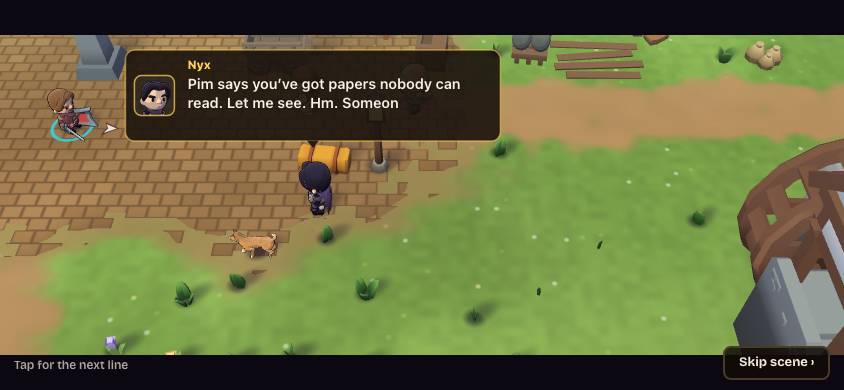 Nyx
Pim says you’ve got papers nobody can
read. Let me see. Hm. Someon
Tap for the next line
Skip scene ›